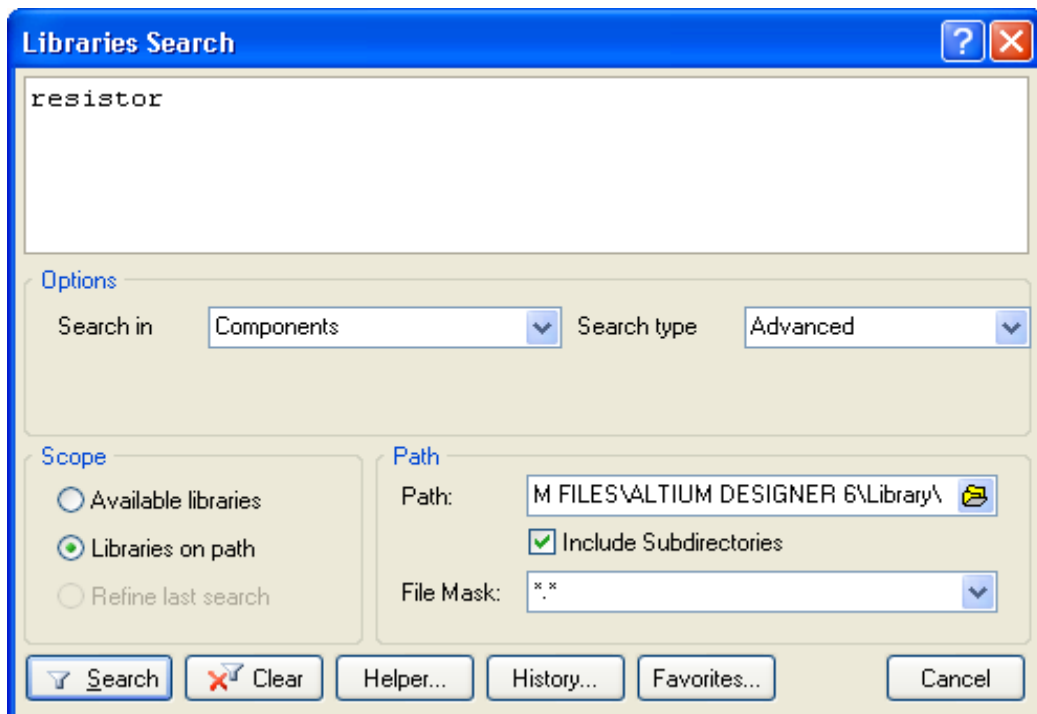 Libraries Search
resistor
Options
Search in Components Search type Advanced
Scope
Available libraries
Libraries on path
Refine last search
Path
Path: M FILES\ALTIUM DESIGNER 6\Library\
Include Subdirectories
File Mask: *.*
Search Clear Helper... History... Favorites... Cancel